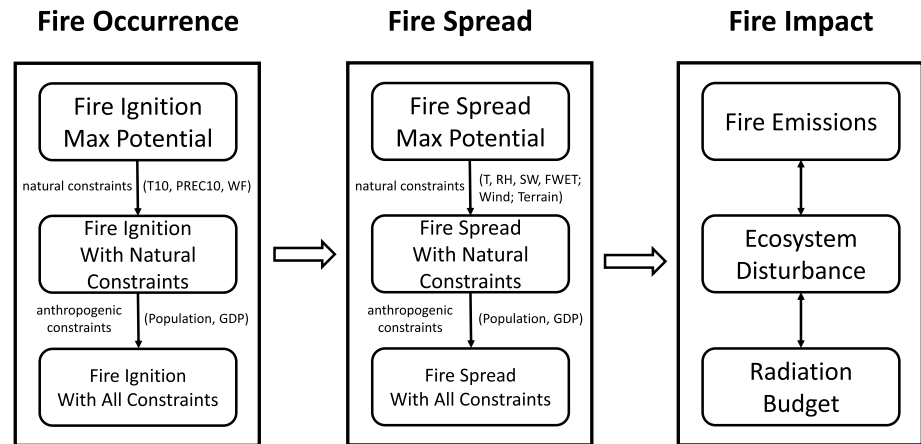 Fire Occurrence
Fire Ignition
Max Potential
natural constraints
(T10, PREC10, WF)
Fire Ignition
With Natural
Constraints
anthropogenic
constraints
(Population, GDP)
Fire Ignition
With All Constraints
Fire Spread
Fire Spread
Max Potential
natural constraints
(T, RH, SW, FWET;
Wind; Terrain)
Fire Spread
With Natural
Constraints
anthropogenic
constraints
(Population, GDP)
Fire Spread
With All Constraints
Fire Impact
Fire Emissions
Ecosystem
Disturbance
Radiation
Budget